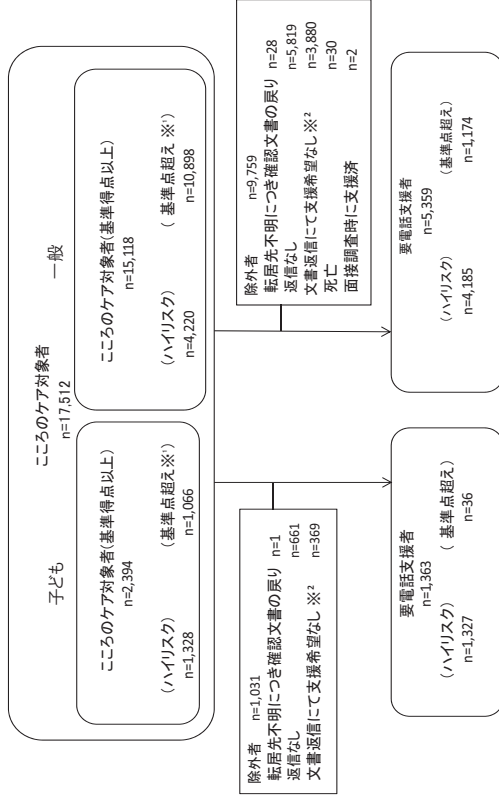 こころのケア対象者
n=17,512
子ども
こころのケア対象者(基準得点以上)
n=2,394
(ハイリスク) (基準点超え※¹)
n=1,328 n=1,066
一般
こころのケア対象者(基準得点以上)
n=15,118
(ハイリスク) (基準点超え ※¹)
n=4,220 n=10,898
除外者 n=1,031
転居先不明につき確認文書の戻り n=1
返信なし n=661
文書返信にて支援希望なし ※² n=369
除外者 n=9,759
転居先不明につき確認文書の戻り n=28
返信なし n=5,819
文書返信にて支援希望なし ※² n=3,880
死亡 n=30
面接調査時に支援済 n=2
要電話支援者
n=1,363
(ハイリスク) (基準点超え)
n=1,327 n=36
要電話支援者
n=5,359
(ハイリスク) (基準点超え)
n=4,185 n=1,174